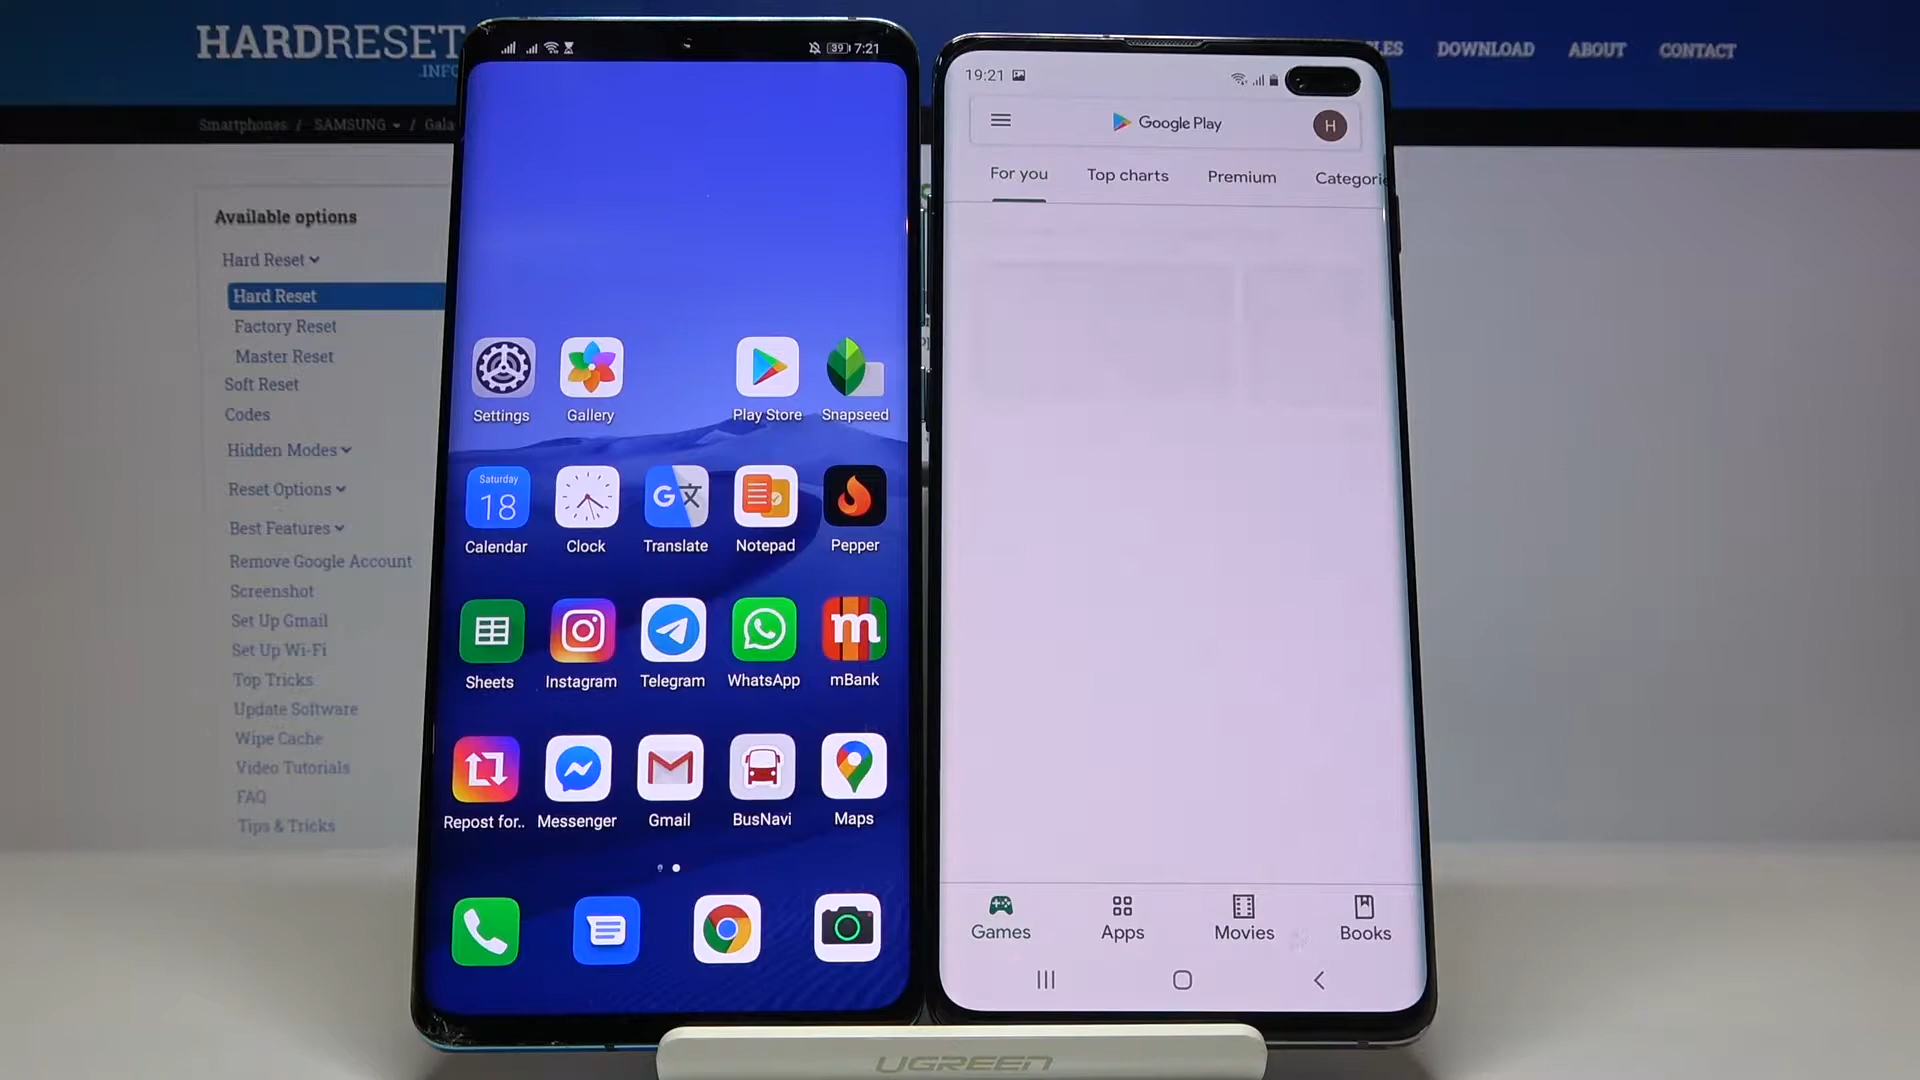 HARDRESET
.INFO
LES DOWNLOAD ABOUT CONTACT
Smartphones / SAMSUNG / Gala
Available options
Hard Reset
Hard Reset
Factory Reset
Master Reset
Soft Reset
Codes
Hidden Modes
Reset Options
Best Features
Remove Google Account
Screenshot
Set Up Gmail
Set Up Wi-Fi
Top Tricks
Update Software
Wipe Cache
Video Tutorials
FAQ
Tips & Tricks
39 7:21
Settings Gallery Play Store Snapseed
Saturday
18
Calendar Clock Translate Notepad Pepper
m
Sheets Instagram Telegram WhatsApp mBank
Repost for.. Messenger Gmail BusNavi Maps
19:21
Google Play H
For you Top charts Premium Categorie
Games Apps Movies Books
UGREEN